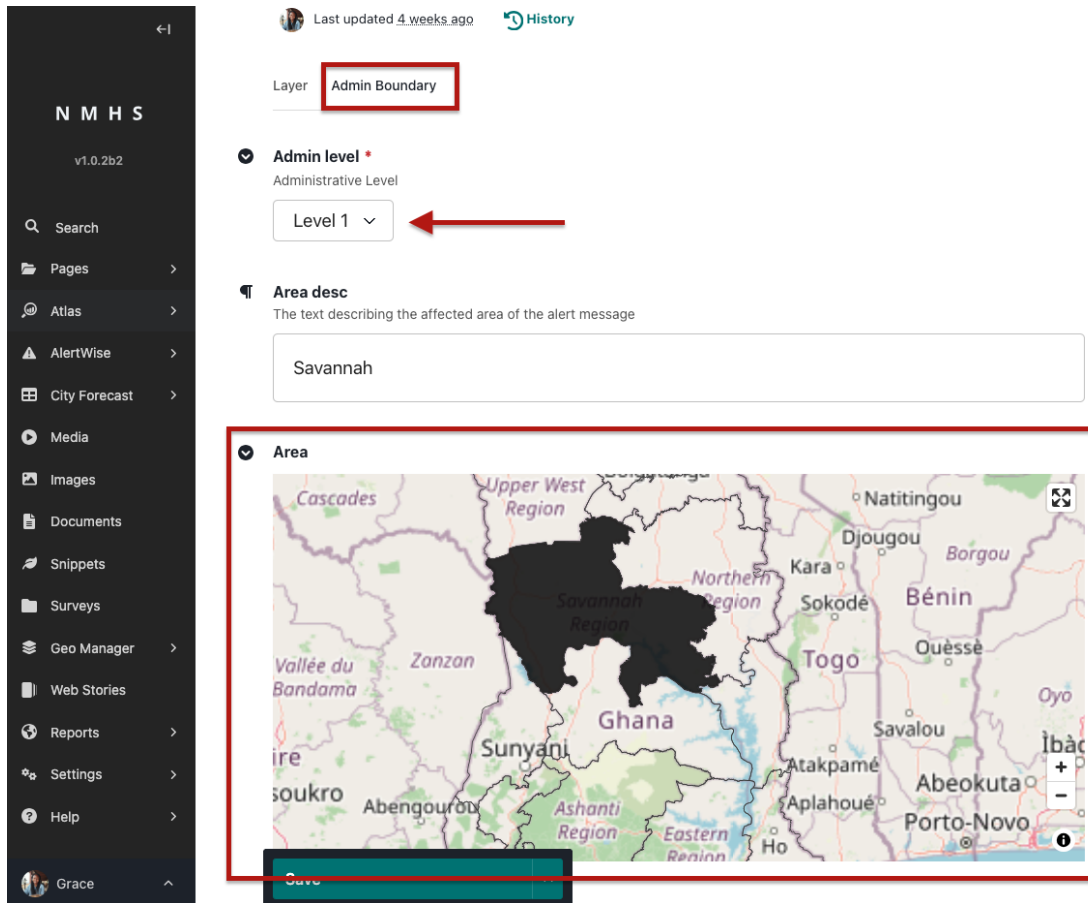 Last updated 4 weeks ago History
Layer Admin Boundary
N M H S
v1.0.2b2
Search
Pages
Atlas
AlertWise
City Forecast
Media
Images
Documents
Snippets
Surveys
Geo Manager
Web Stories
Reports
Settings
Help
Grace
Admin level *
Administrative Level
Level 1
Area desc
The text describing the affected area of the alert message
Savannah
Area
Cascades
Upper West
Region
Natitingou
Djougou
Borgou
Kara
Northern
Region
Savannah
Region
Sokodé
Bénin
Ouèssè
Togo
Vallée du
Bandama
Zanzan
Oyo
Ghana
Savalou
Sunyani
Atakpamé
Abeokuta
Abengourou
Ashanti
Region
Aplahoué
Porto-Novo
Eastern
Region
Ho
+
−
Save